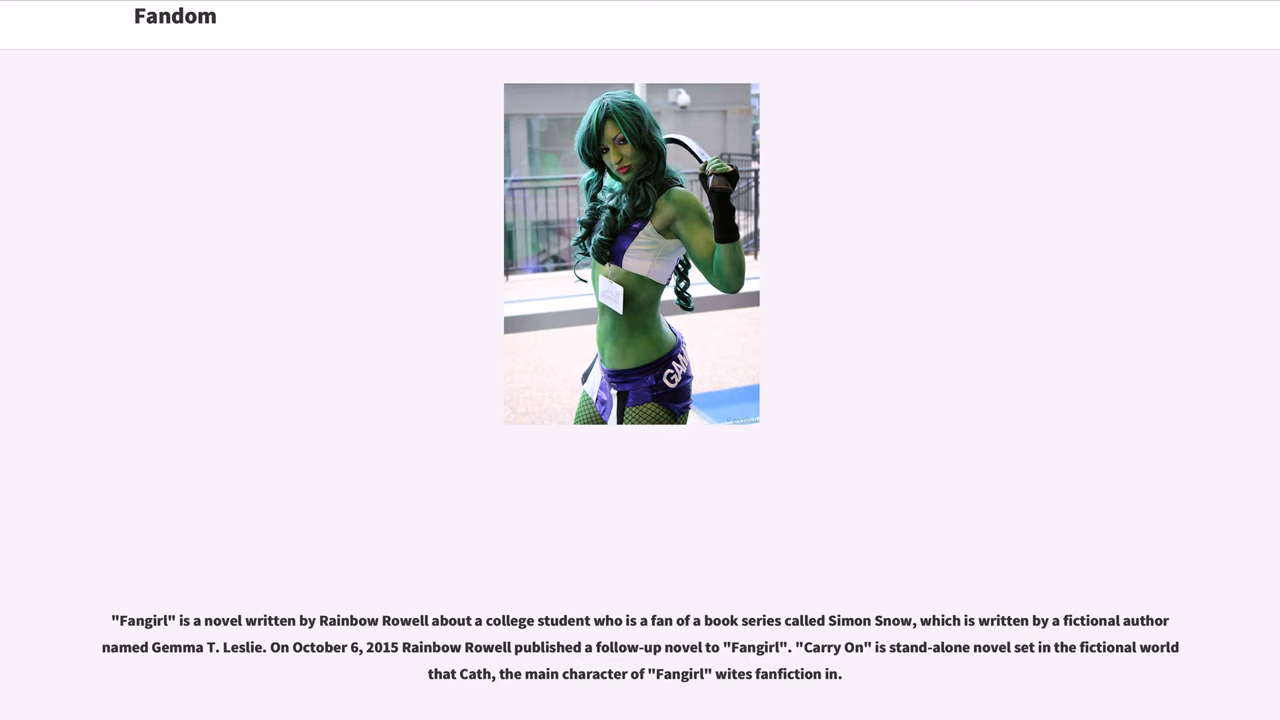 Fandom
GAM
"Fangirl" is a novel written by Rainbow Rowell about a college student who is a fan of a book series called Simon Snow, which is written by a fictional author
named Gemma T. Leslie. On October 6, 2015 Rainbow Rowell published a follow-up novel to "Fangirl". "Carry On" is stand-alone novel set in the fictional world
that Cath, the main character of "Fangirl" wites fanfiction in.